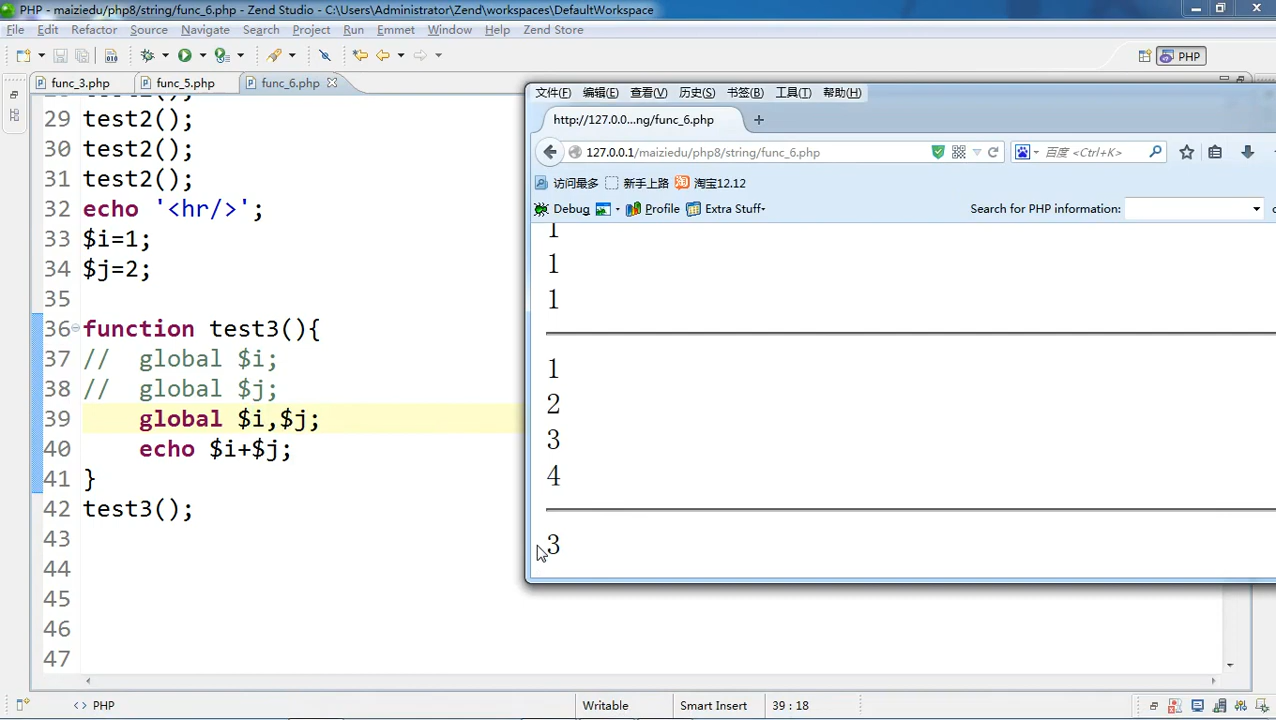 PHP - maiziedu/php8/string/func_6.php - Zend Studio - C:\Users\Administrator\Zend\workspaces\DefaultWorkspace
File Edit Refactor Source Navigate Search Project Run Emmet Window Help Zend Store
PHP
func_3.php func_5.php func_6.php
29 test2();
30 test2();
31 test2();
32 echo '<hr/>';
33 $i=1;
34 $j=2;
35
36 function test3(){
37 //  global $i;
38 //  global $j;
39     global $i,$j;
40     echo $i+$j;
41 }
42 test3();
43
44
45
46
47
<> PHP Writable Smart Insert 39 : 18
文件(F) 编辑(E) 查看(V) 历史(S) 书签(B) 工具(T) 帮助(H)
http://127.0.0...ng/func_6.php
127.0.0.1/maiziedu/php8/string/func_6.php 百度 <Ctrl+K>
访问最多 新手上路 淘 淘宝12.12
Debug Profile Extra Stuff Search for PHP information:
1
1
1
1
2
3
4
3